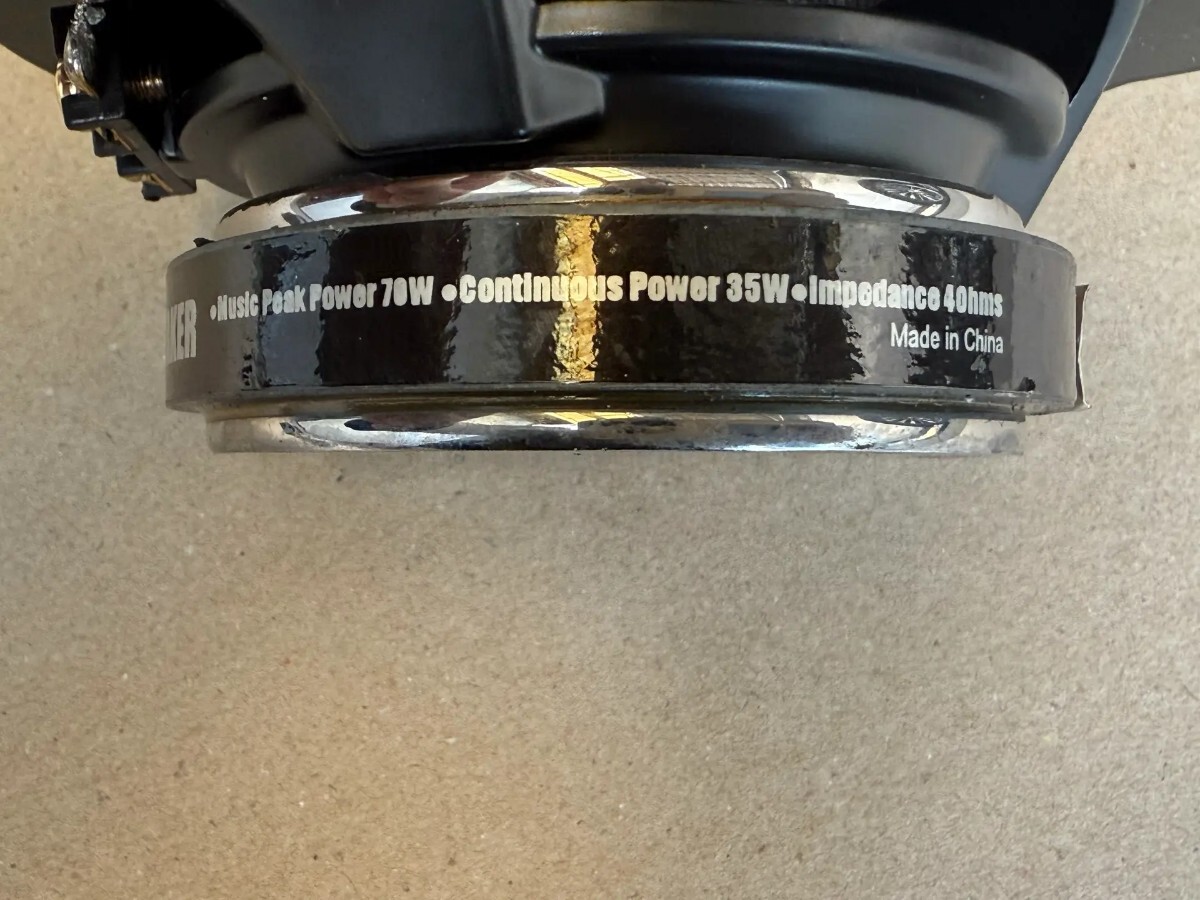 KER •Music Peak Power 70W •Continuous Power 35W •Impedance 4Ohms
Made in China